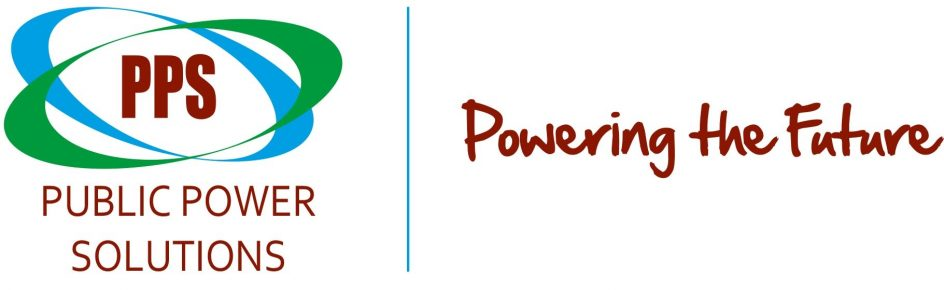 PPS
PUBLIC POWER
SOLUTIONS
Powering the Future